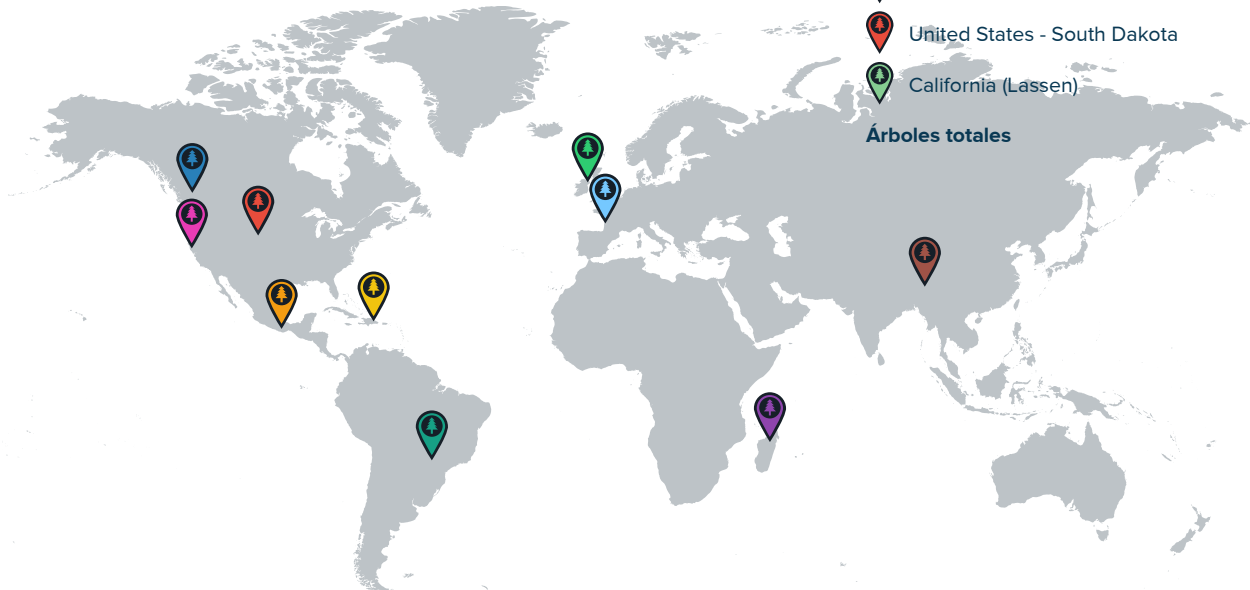 United States - South Dakota
California (Lassen)
Árboles totales